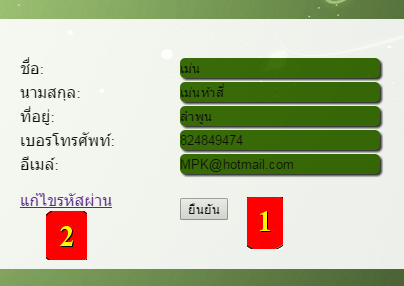 ชื่อ: เม่น
นามสกุล: เม่นห้าสี่
ที่อยู่: ลำพูน
เบอรโทรศัพท์: 824849474
อีเมล์: MPK@hotmail.com
แก้ไขรหัสผ่าน ยืนยัน 1
2